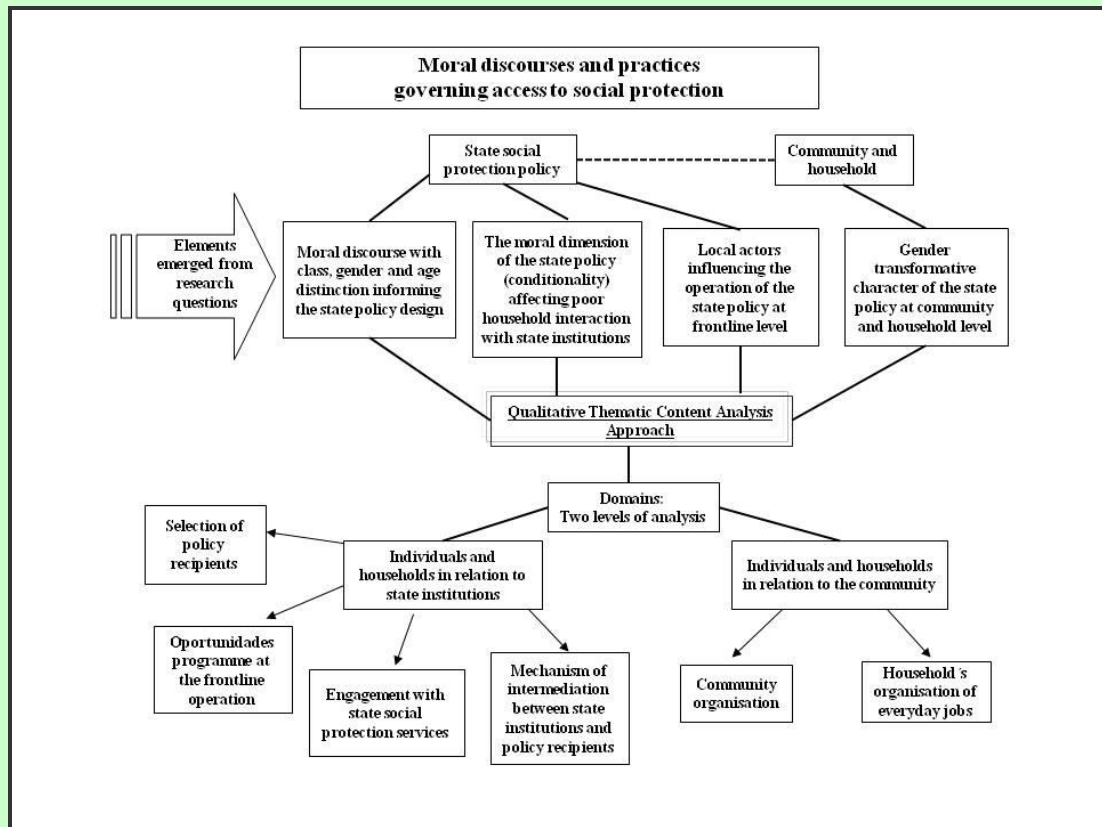 Moral discourses and practices
governing access to social protection
State social
protection policy
Community and
household
Elements
emerged from
research
questions
Moral discourse with
class, gender and age
distinction informing
the state policy design
The moral dimension
of the state policy
(conditionality)
affecting poor
household interaction
with state institutions
Local actors
influencing the
operation of the
state policy at
frontline level
Gender
transformative
character of the state
policy at community
and household level
Qualitative Thematic Content Analysis
Approach
Domains:
Two levels of analysis
Selection of
policy
recipients
Individuals and
households in relation to
state institutions
Individuals and households
in relation to the community
Oportunidades
programme at
the frontline
operation
Engagement with
state social
protection services
Mechanism of
intermediation
between state
institutions and
policy recipients
Community
organisation
Household´s
organisation of
everyday jobs